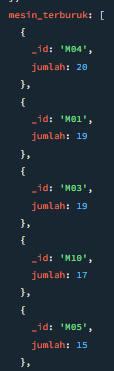 mesin_terburuk: [
{
_id: 'M04',
jumlah: 20
},
{
_id: 'M01',
jumlah: 19
},
{
_id: 'M03',
jumlah: 19
},
{
_id: 'M10',
jumlah: 17
},
{
_id: 'M05',
jumlah: 15
},